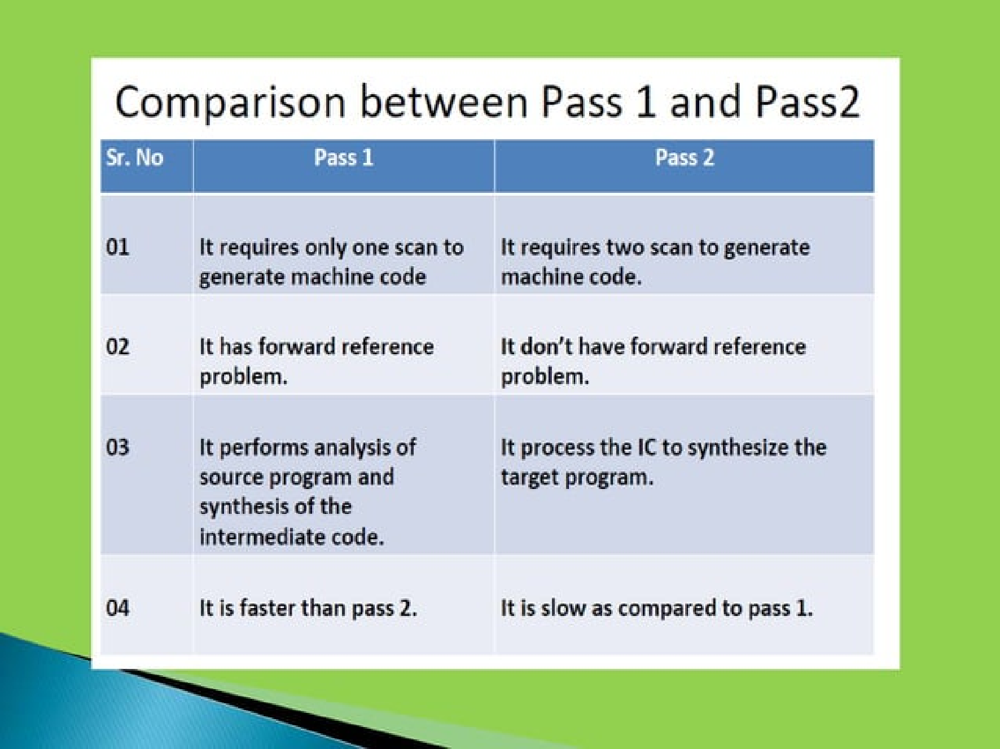 Comparison between Pass 1 and Pass2
Sr. No
Pass 1
Pass 2
01
It requires only one scan to
generate machine code
It requires two scan to generate
machine code.
02
It has forward reference
problem.
It don't have forward reference
problem.
03
It performs analysis of
source program and
synthesis of the
intermediate code.
It process the IC to synthesize the
target program.
04
It is faster than pass 2.
It is slow as compared to pass 1.